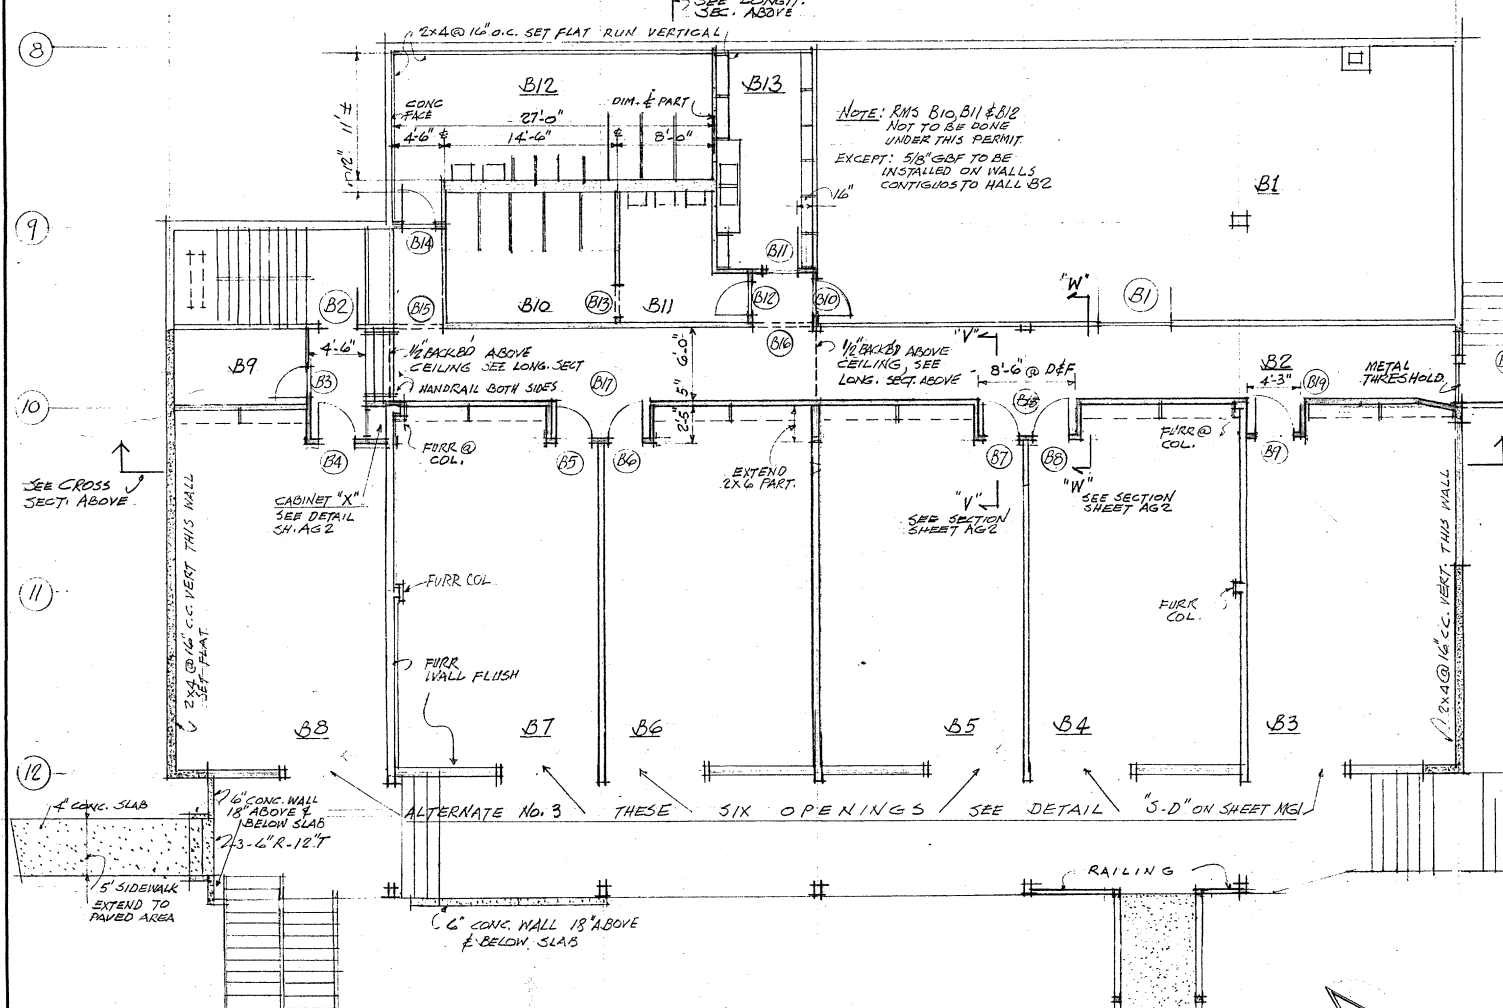 SEC. ABOVE
8
2x4@16" O.C. SET FLAT RUN VERTICAL
B12
B13
CONC
FACE
DIM. ¢ PART
27'-0"
4'-6"
14'-6"
8'-0"
NOTE: RMS B10, B11 & B12
NOT TO BE DONE
UNDER THIS PERMIT
EXCEPT: 5/8" GBF TO BE
INSTALLED ON WALLS
CONTIGUOS TO HALL B2
16"
B1
9
B14
B11
B2
B15
B10
B13
B11
B12
B10
"W"
B1
B16
"V"
B9
4'-6"
1/2" BACKB'D ABOVE
CEILING SEE LONG. SECT
HANDRAIL BOTH SIDES
B3
B17
6'-0"
5"
2'-5"
1/2" BACKB'D ABOVE
CEILING, SEE
LONG. SECT. ABOVE
8'-6 @ D&F
B2
4'-3"
B19
METAL
THRESHOLD
10
B4
FURR @
COL.
B5
B6
EXTEND
2x6 PART.
B7
B8
FURR @
COL.
B9
SEE CROSS
SECT. ABOVE
CABINET "X"
SEE DETAIL
SH. AG2
"V"
SEE SECTION
SHEET AG2
"W"
SEE SECTION
SHEET AG2
2x4 @ 16" C.C. VERT THIS WALL
SET FLAT.
2x4@16" C.C. VERT. THIS WALL
11
FURR COL
FURR
COL.
FURR
WALL FLUSH
B8
B7
B6
B5
B4
B3
12
4" CONC. SLAB
6" CONC. WALL
18" ABOVE &
BELOW SLAB
2-3-6"R-12"T
ALTERNATE No. 3 THESE SIX OPENINGS SEE DETAIL "S-D" ON SHEET MG1
5' SIDEWALK
EXTEND TO
PAVED AREA
RAILING
6" CONC. WALL 18" ABOVE
& BELOW SLAB